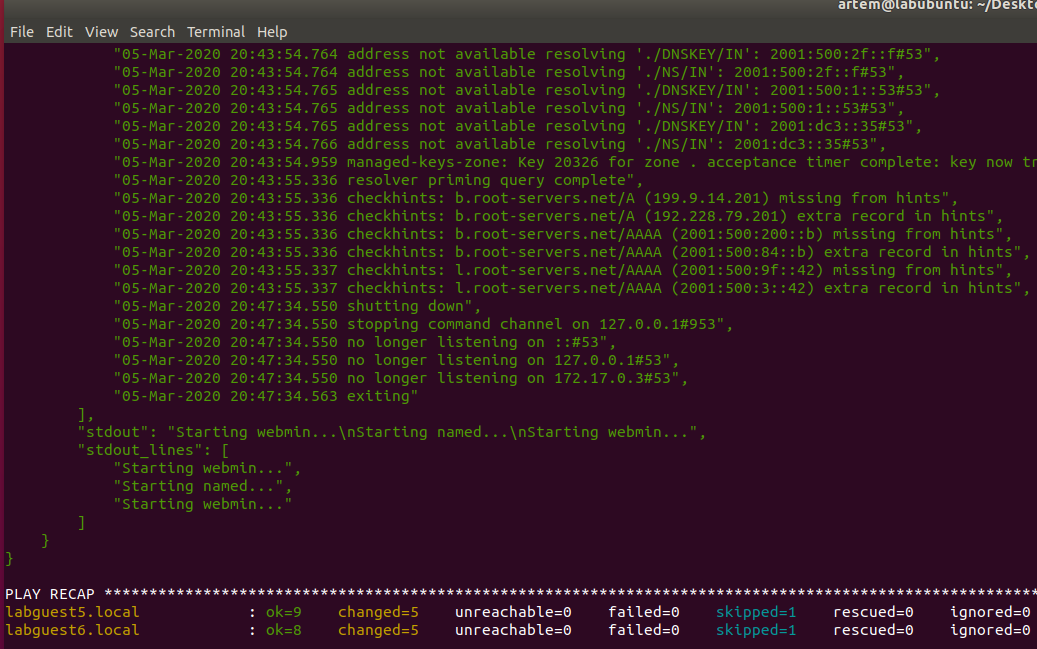 artem@labubuntu: ~/Deskto
File Edit View Search Terminal Help
"05-Mar-2020 20:43:54.764 address not available resolving './DNSKEY/IN': 2001:500:2f::f#53",
"05-Mar-2020 20:43:54.764 address not available resolving './NS/IN': 2001:500:2f::f#53",
"05-Mar-2020 20:43:54.765 address not available resolving './DNSKEY/IN': 2001:500:1::53#53",
"05-Mar-2020 20:43:54.765 address not available resolving './NS/IN': 2001:500:1::53#53",
"05-Mar-2020 20:43:54.765 address not available resolving './DNSKEY/IN': 2001:dc3::35#53",
"05-Mar-2020 20:43:54.766 address not available resolving './NS/IN': 2001:dc3::35#53",
"05-Mar-2020 20:43:54.959 managed-keys-zone: Key 20326 for zone . acceptance timer complete: key now tr
"05-Mar-2020 20:43:55.336 resolver priming query complete",
"05-Mar-2020 20:43:55.336 checkhints: b.root-servers.net/A (199.9.14.201) missing from hints",
"05-Mar-2020 20:43:55.336 checkhints: b.root-servers.net/A (192.228.79.201) extra record in hints",
"05-Mar-2020 20:43:55.336 checkhints: b.root-servers.net/AAAA (2001:500:200::b) missing from hints",
"05-Mar-2020 20:43:55.336 checkhints: b.root-servers.net/AAAA (2001:500:84::b) extra record in hints",
"05-Mar-2020 20:43:55.337 checkhints: l.root-servers.net/AAAA (2001:500:9f::42) missing from hints",
"05-Mar-2020 20:43:55.337 checkhints: l.root-servers.net/AAAA (2001:500:3::42) extra record in hints",
"05-Mar-2020 20:47:34.550 shutting down",
"05-Mar-2020 20:47:34.550 stopping command channel on 127.0.0.1#953",
"05-Mar-2020 20:47:34.550 no longer listening on ::#53",
"05-Mar-2020 20:47:34.550 no longer listening on 127.0.0.1#53",
"05-Mar-2020 20:47:34.550 no longer listening on 172.17.0.3#53",
"05-Mar-2020 20:47:34.563 exiting"
],
"stdout": "Starting webmin...\nStarting named...\nStarting webmin...",
"stdout_lines": [
"Starting webmin...",
"Starting named...",
"Starting webmin..."
]
}
}
PLAY RECAP ********************************************************************************************************
labguest5.local : ok=9 changed=5 unreachable=0 failed=0 skipped=1 rescued=0 ignored=0
labguest6.local : ok=8 changed=5 unreachable=0 failed=0 skipped=1 rescued=0 ignored=0